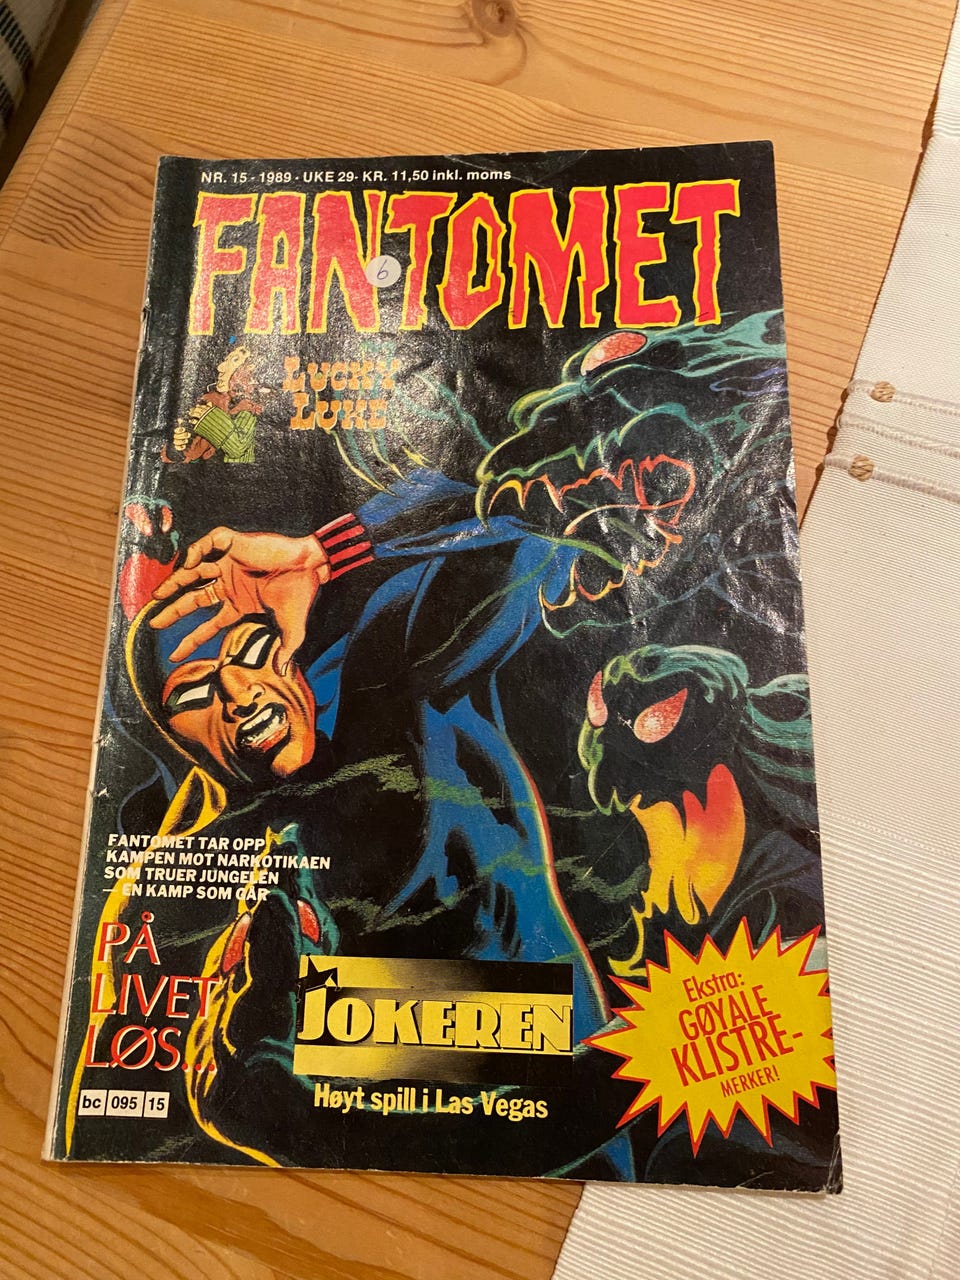 NR. 15 - 1989 - UKE 29- KR. 11,50 inkl. moms
FANTOMET
6
LUCKY
LUKE
FANTOMET TAR OPP
KAMPEN MOT NARKOTIKAEN
SOM TRUER JUNGELEN
— EN KAMP SOM GÅR
PÅ
LIVET
LØS...
JOKEREN
Høyt spill i Las Vegas
Ekstra:
GØYALE
KLISTRE-
MERKER!
bc 095 15